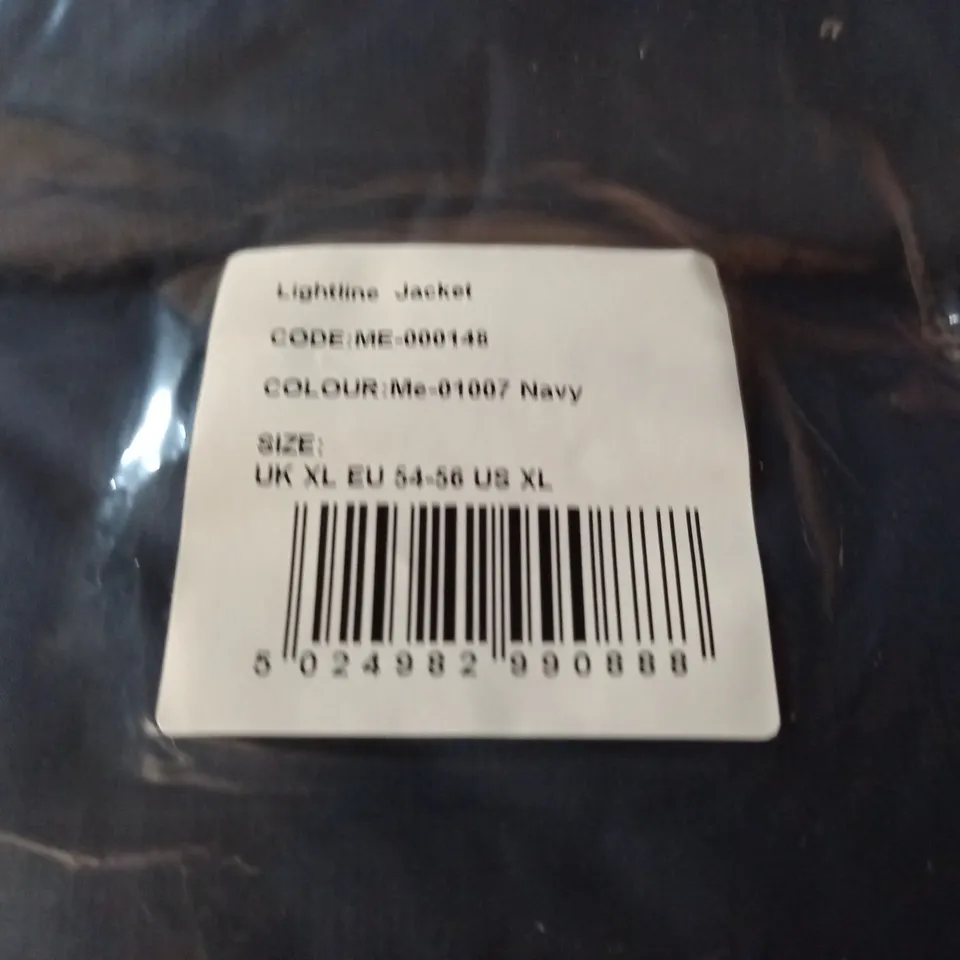 Lightline Jacket
CODE:ME-000148
COLOUR:Me-01007 Navy
SIZE:
UK XL EU 54-56 US XL
5 024982 990888